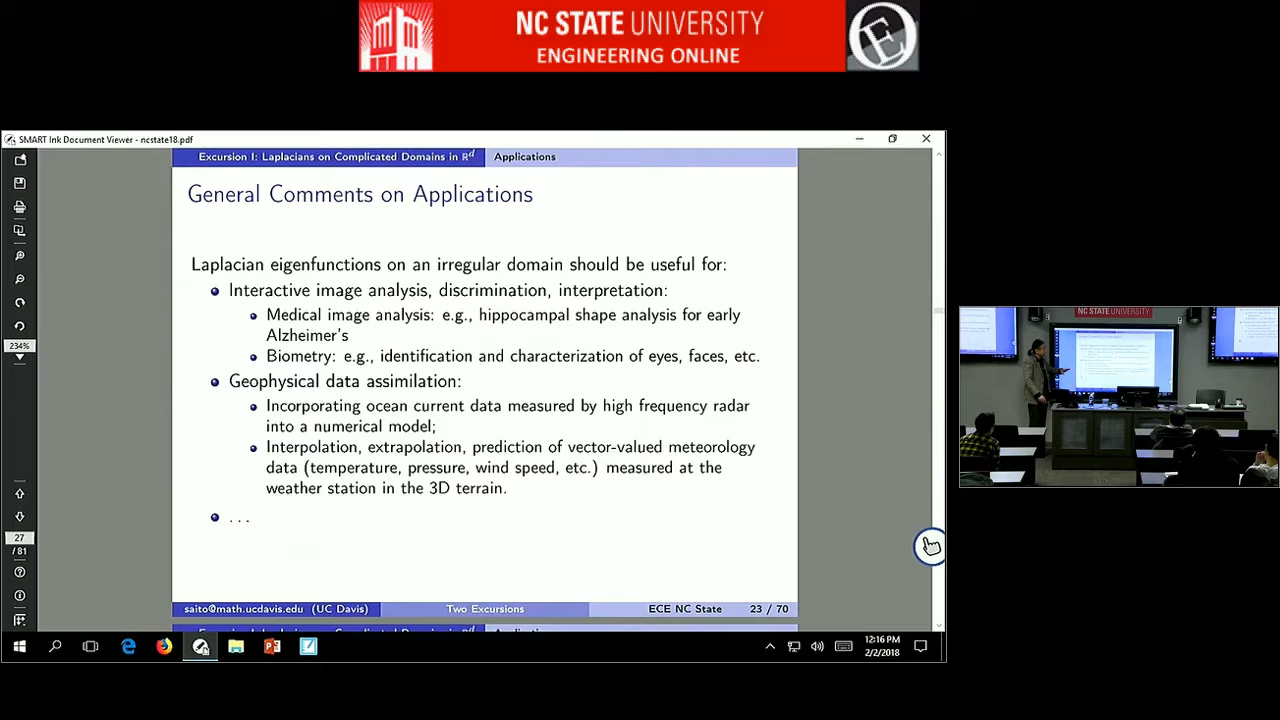 NC STATE UNIVERSITY
ENGINEERING ONLINE
SMART Ink Document Viewer - ncstate18.pdf
Excursion I: Laplacians on Complicated Domains in ℝᵈ Applications
General Comments on Applications
Laplacian eigenfunctions on an irregular domain should be useful for:
Interactive image analysis, discrimination, interpretation:
Medical image analysis: e.g., hippocampal shape analysis for early
Alzheimer's
Biometry: e.g., identification and characterization of eyes, faces, etc.
Geophysical data assimilation:
Incorporating ocean current data measured by high frequency radar
into a numerical model;
Interpolation, extrapolation, prediction of vector-valued meteorology
data (temperature, pressure, wind speed, etc.) measured at the
weather station in the 3D terrain.
...
saito@math.ucdavis.edu (UC Davis) Two Excursions ECE NC State 23 / 70
234%
27
/ 81
12:16 PM
2/2/2018
NC STATE UNIVERSITY